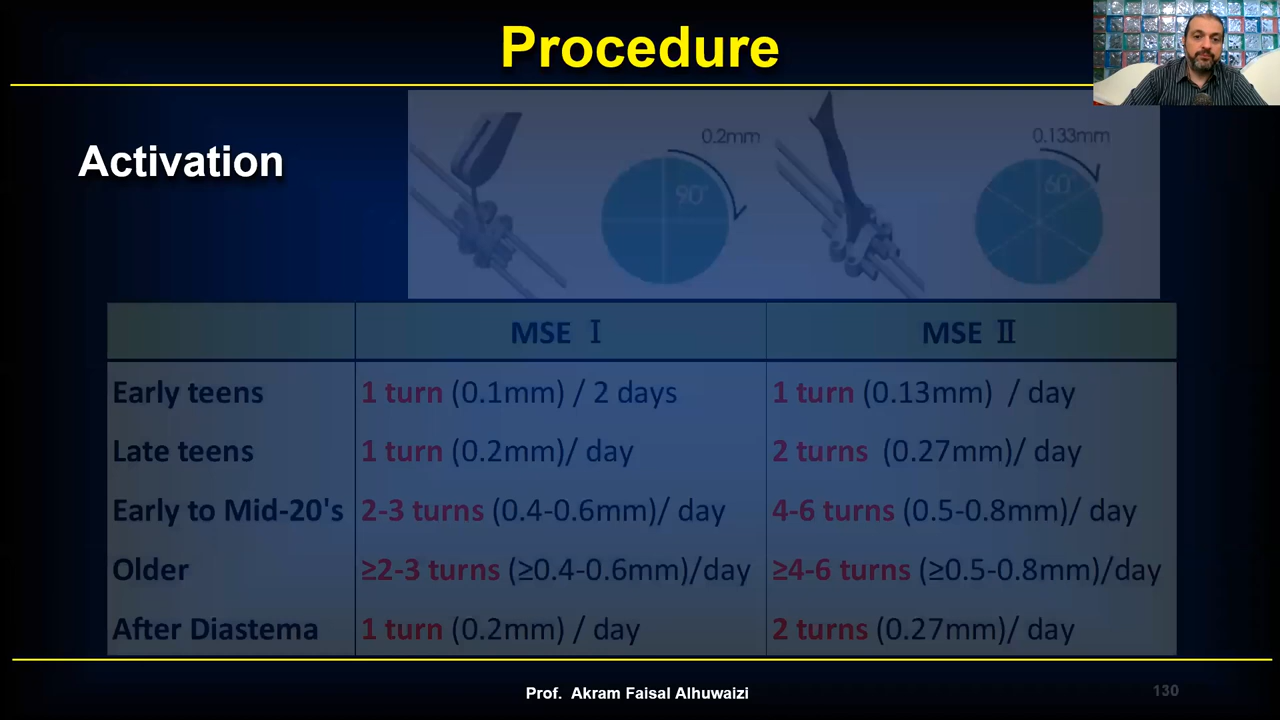 Procedure
Activation
0.2mm
90°
0.133mm
60°
MSE Ⅰ
MSE Ⅱ
Early teens
1 turn (0.1mm) / 2 days
1 turn (0.13mm) / day
Late teens
1 turn (0.2mm)/ day
2 turns (0.27mm)/ day
Early to Mid-20's
2-3 turns (0.4-0.6mm)/ day
4-6 turns (0.5-0.8mm)/ day
Older
≥2-3 turns (≥0.4-0.6mm)/day
≥4-6 turns (≥0.5-0.8mm)/day
After Diastema
1 turn (0.2mm) / day
2 turns (0.27mm)/ day
Prof. Akram Faisal Alhuwaizi
130